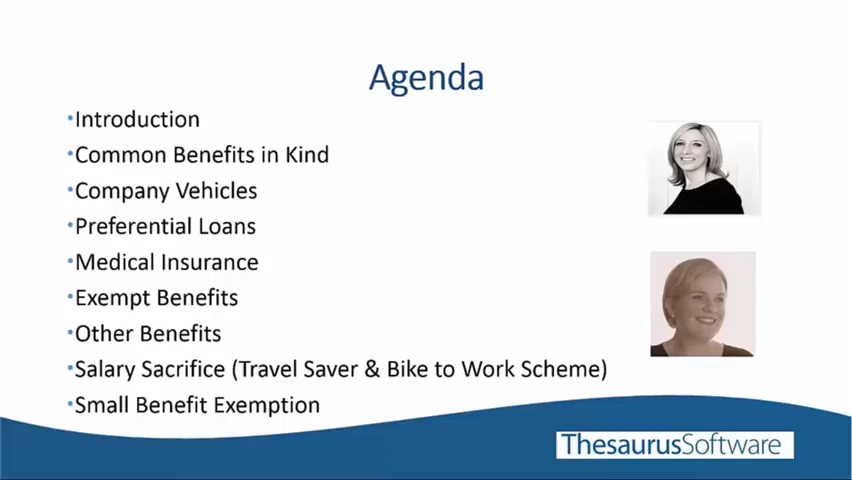 Agenda
•Introduction
•Common Benefits in Kind
•Company Vehicles
•Preferential Loans
•Medical Insurance
•Exempt Benefits
•Other Benefits
•Salary Sacrifice (Travel Saver & Bike to Work Scheme)
•Small Benefit Exemption
ThesaurusSoftware